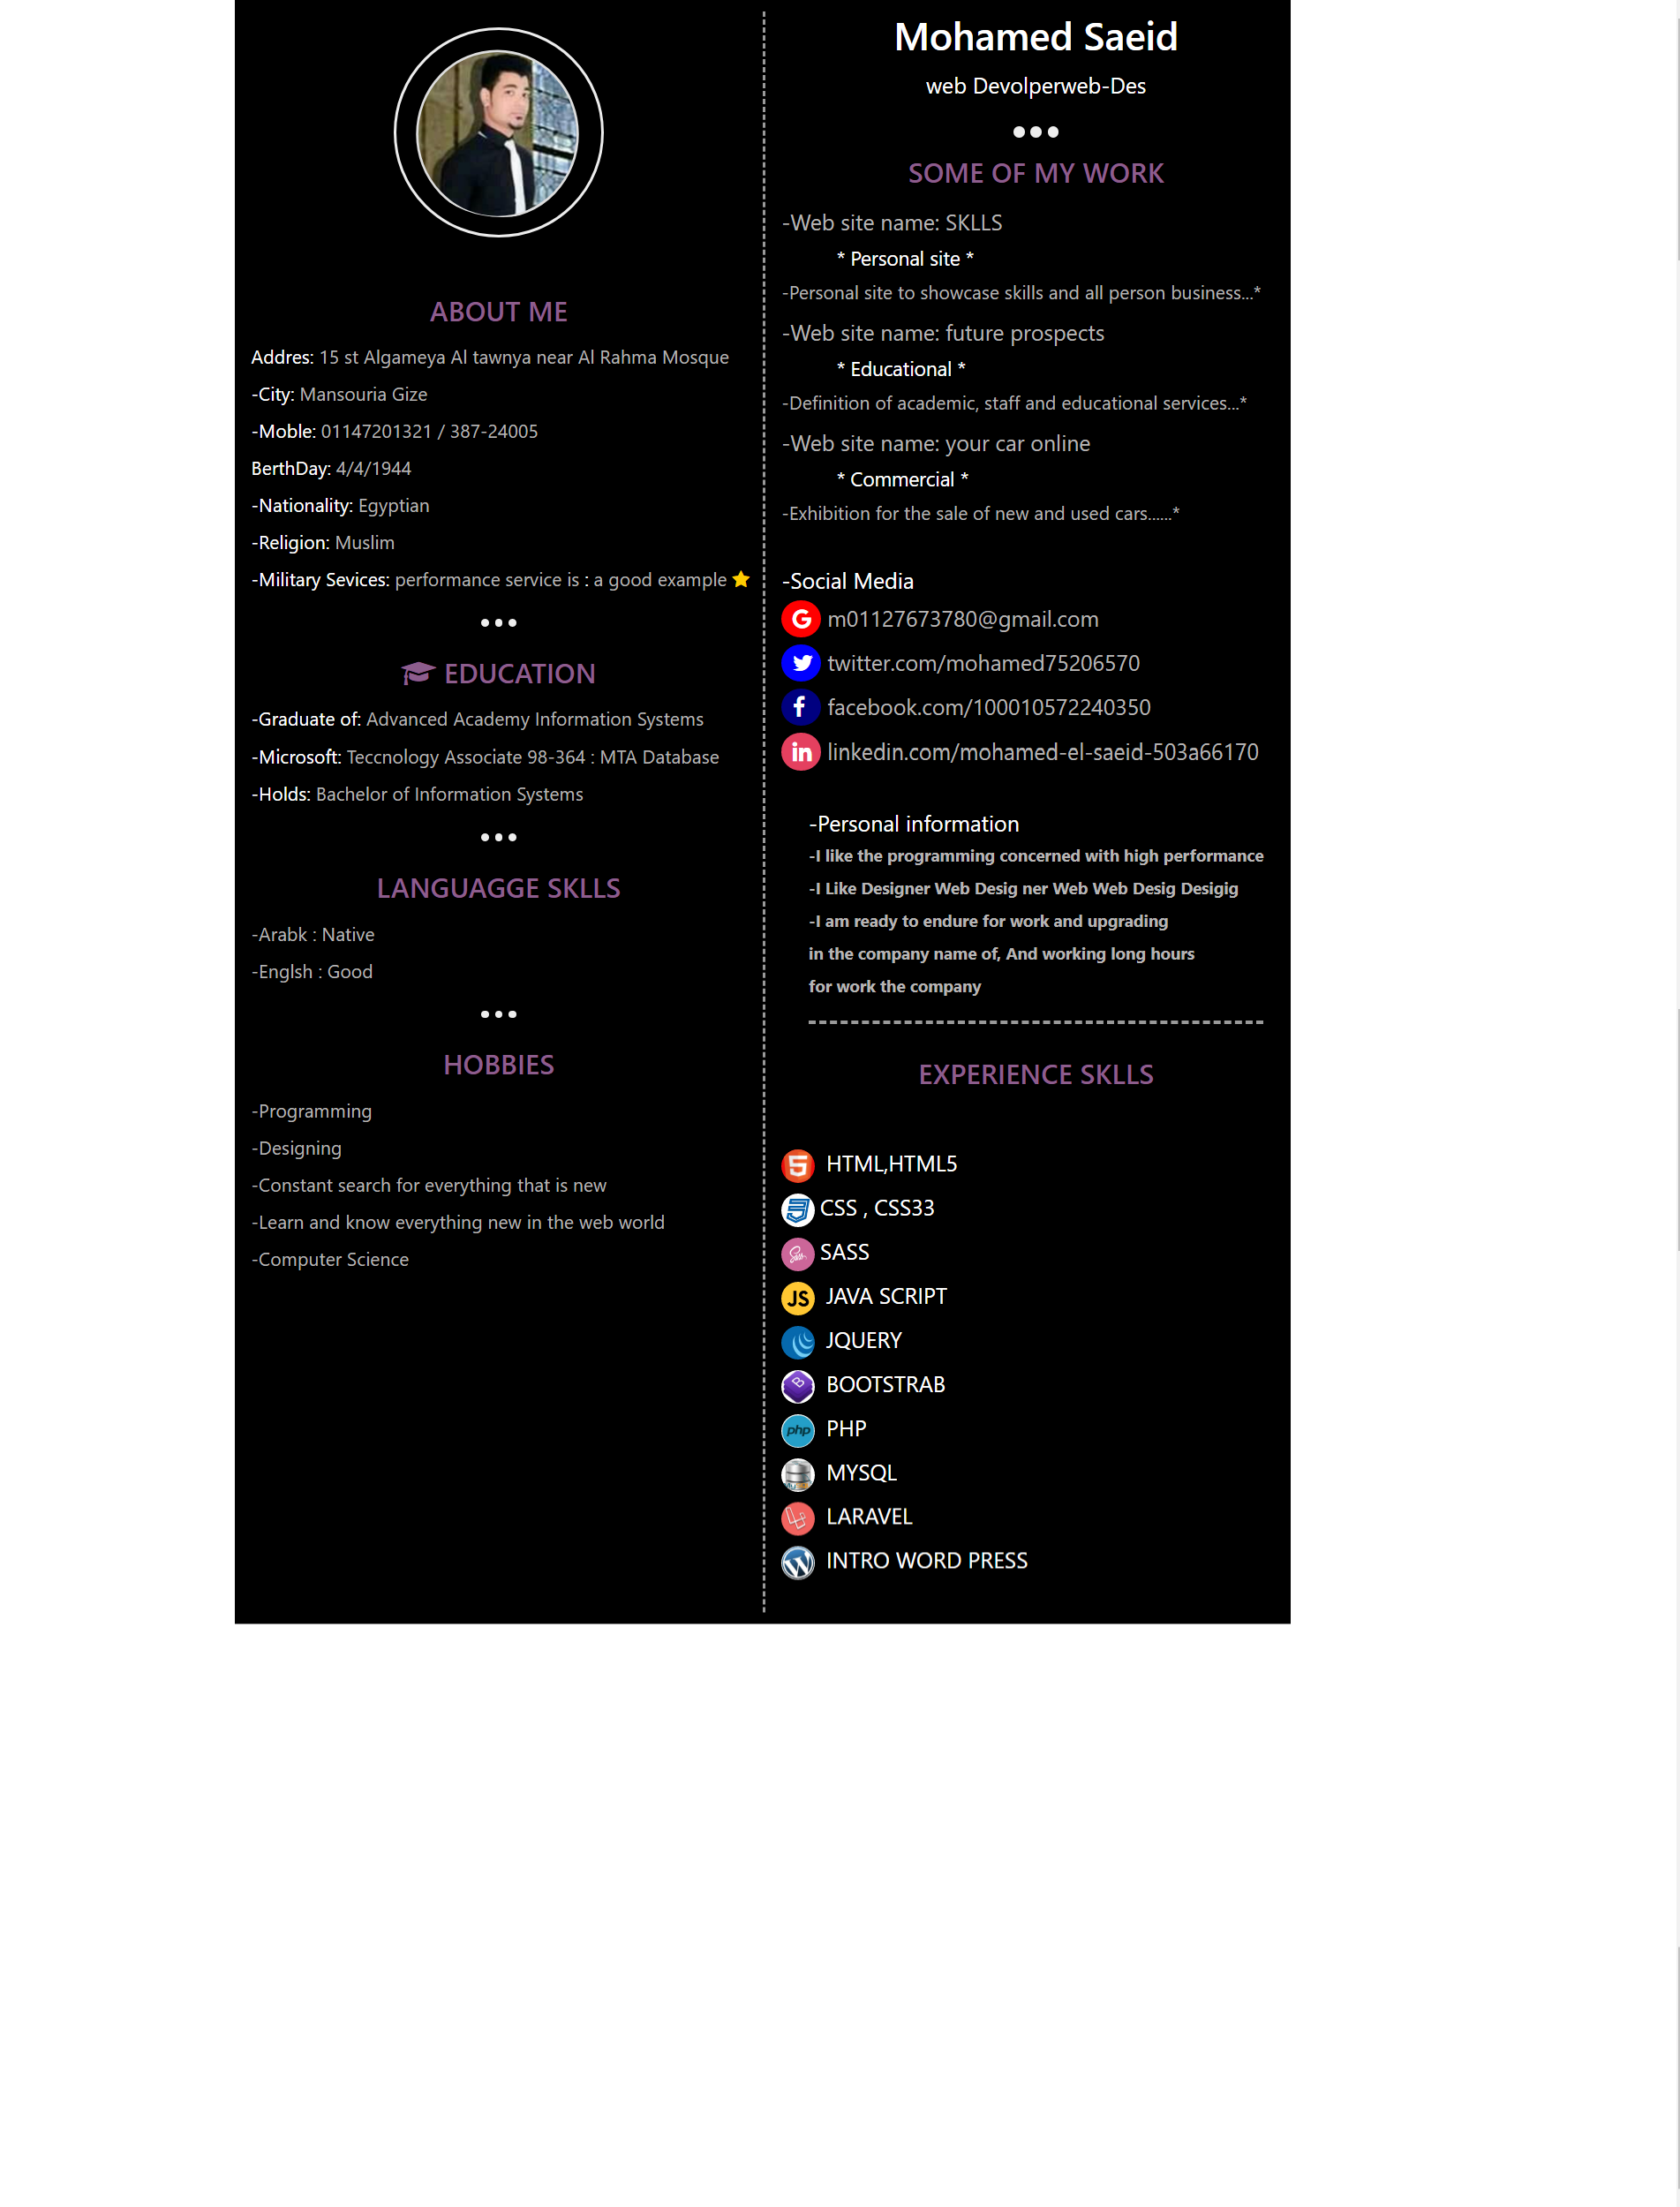 ABOUT ME
Addres: 15 st Algameya Al tawnya near Al Rahma Mosque
-City: Mansouria Gize
-Moble: 01147201321 / 387-24005
BerthDay: 4/4/1944
-Nationality: Egyptian
-Religion: Muslim
-Military Sevices: performance service is : a good example
EDUCATION
-Graduate of: Advanced Academy Information Systems
-Microsoft: Teccnology Associate 98-364 : MTA Database
-Holds: Bachelor of Information Systems
LANGUAGGE SKLLS
-Arabk : Native
-Englsh : Good
HOBBIES
-Programming
-Designing
-Constant search for everything that is new
-Learn and know everything new in the web world
-Computer Science
Mohamed Saeid
web Devolperweb-Des
SOME OF MY WORK
-Web site name: SKLLS
* Personal site *
-Personal site to showcase skills and all person business...*
-Web site name: future prospects
* Educational *
-Definition of academic, staff and educational services...*
-Web site name: your car online
* Commercial *
-Exhibition for the sale of new and used cars......*
-Social Media
G m01127673780@gmail.com
twitter.com/mohamed75206570
f facebook.com/100010572240350
in linkedin.com/mohamed-el-saeid-503a66170
-Personal information
-I like the programming concerned with high performance
-I Like Designer Web Desig ner Web Web Desig Desigig
-I am ready to endure for work and upgrading
in the company name of, And working long hours
for work the company
EXPERIENCE SKLLS
5 HTML,HTML5
3 CSS , CSS33
Sass SASS
JS JAVA SCRIPT
JQUERY
B BOOTSTRAB
php PHP
MYSQL
LARAVEL
W INTRO WORD PRESS